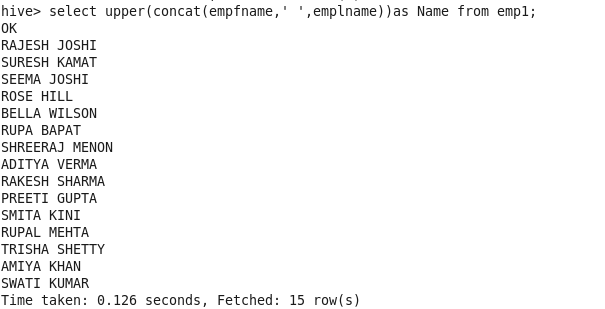 hive> select upper(concat(empfname,' ',emplname))as Name from emp1;
OK
RAJESH JOSHI
SURESH KAMAT
SEEMA JOSHI
ROSE HILL
BELLA WILSON
RUPA BAPAT
SHREERAJ MENON
ADITYA VERMA
RAKESH SHARMA
PREETI GUPTA
SMITA KINI
RUPAL MEHTA
TRISHA SHETTY
AMIYA KHAN
SWATI KUMAR
Time taken: 0.126 seconds, Fetched: 15 row(s)